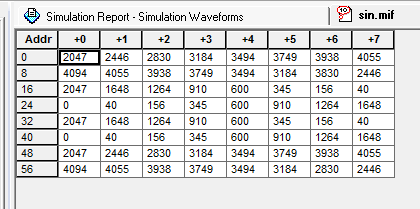 Simulation Report - Simulation Waveforms sin.mif
Addr +0 +1 +2 +3 +4 +5 +6 +7
0 2047 2446 2830 3184 3494 3749 3938 4055
8 4094 4055 3938 3749 3494 3184 3830 2446
16 2047 1648 1264 910 600 345 156 40
24 0 40 156 345 600 910 1264 1648
32 2047 1648 1264 910 600 345 156 40
40 0 40 156 345 600 910 1264 1648
48 2047 2446 2830 3184 3494 3749 3938 4055
56 4094 4055 3938 3749 3494 3184 2830 2446